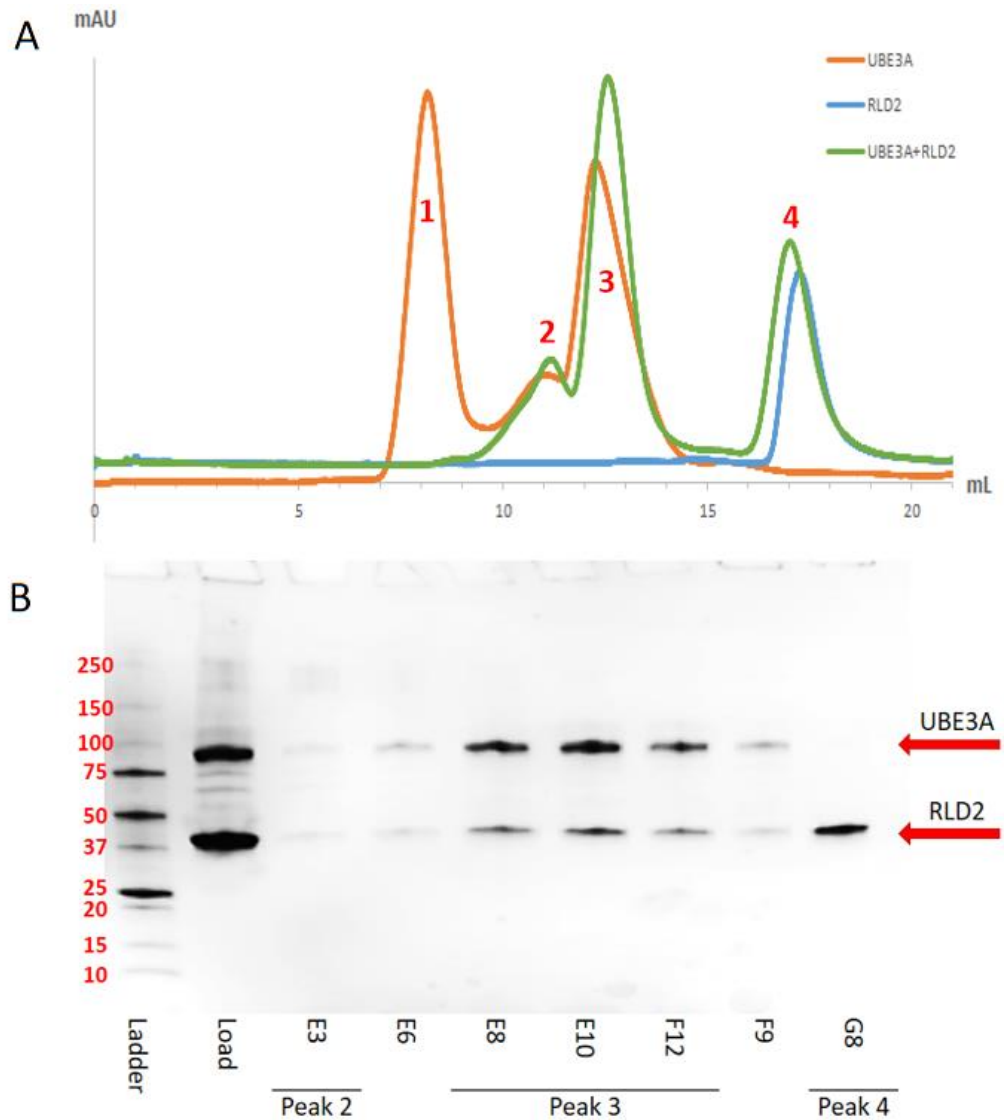 A
mAU
UBE3A
RLD2
UBE3A+RLD2
1
2
3
4
mL
0
5
10
15
20
B
250
150
100
75
50
37
25
20
15
10
UBE3A
RLD2
Ladder
Load
E3
E6
E8
E10
F12
F9
G8
Peak 2
Peak 3
Peak 4